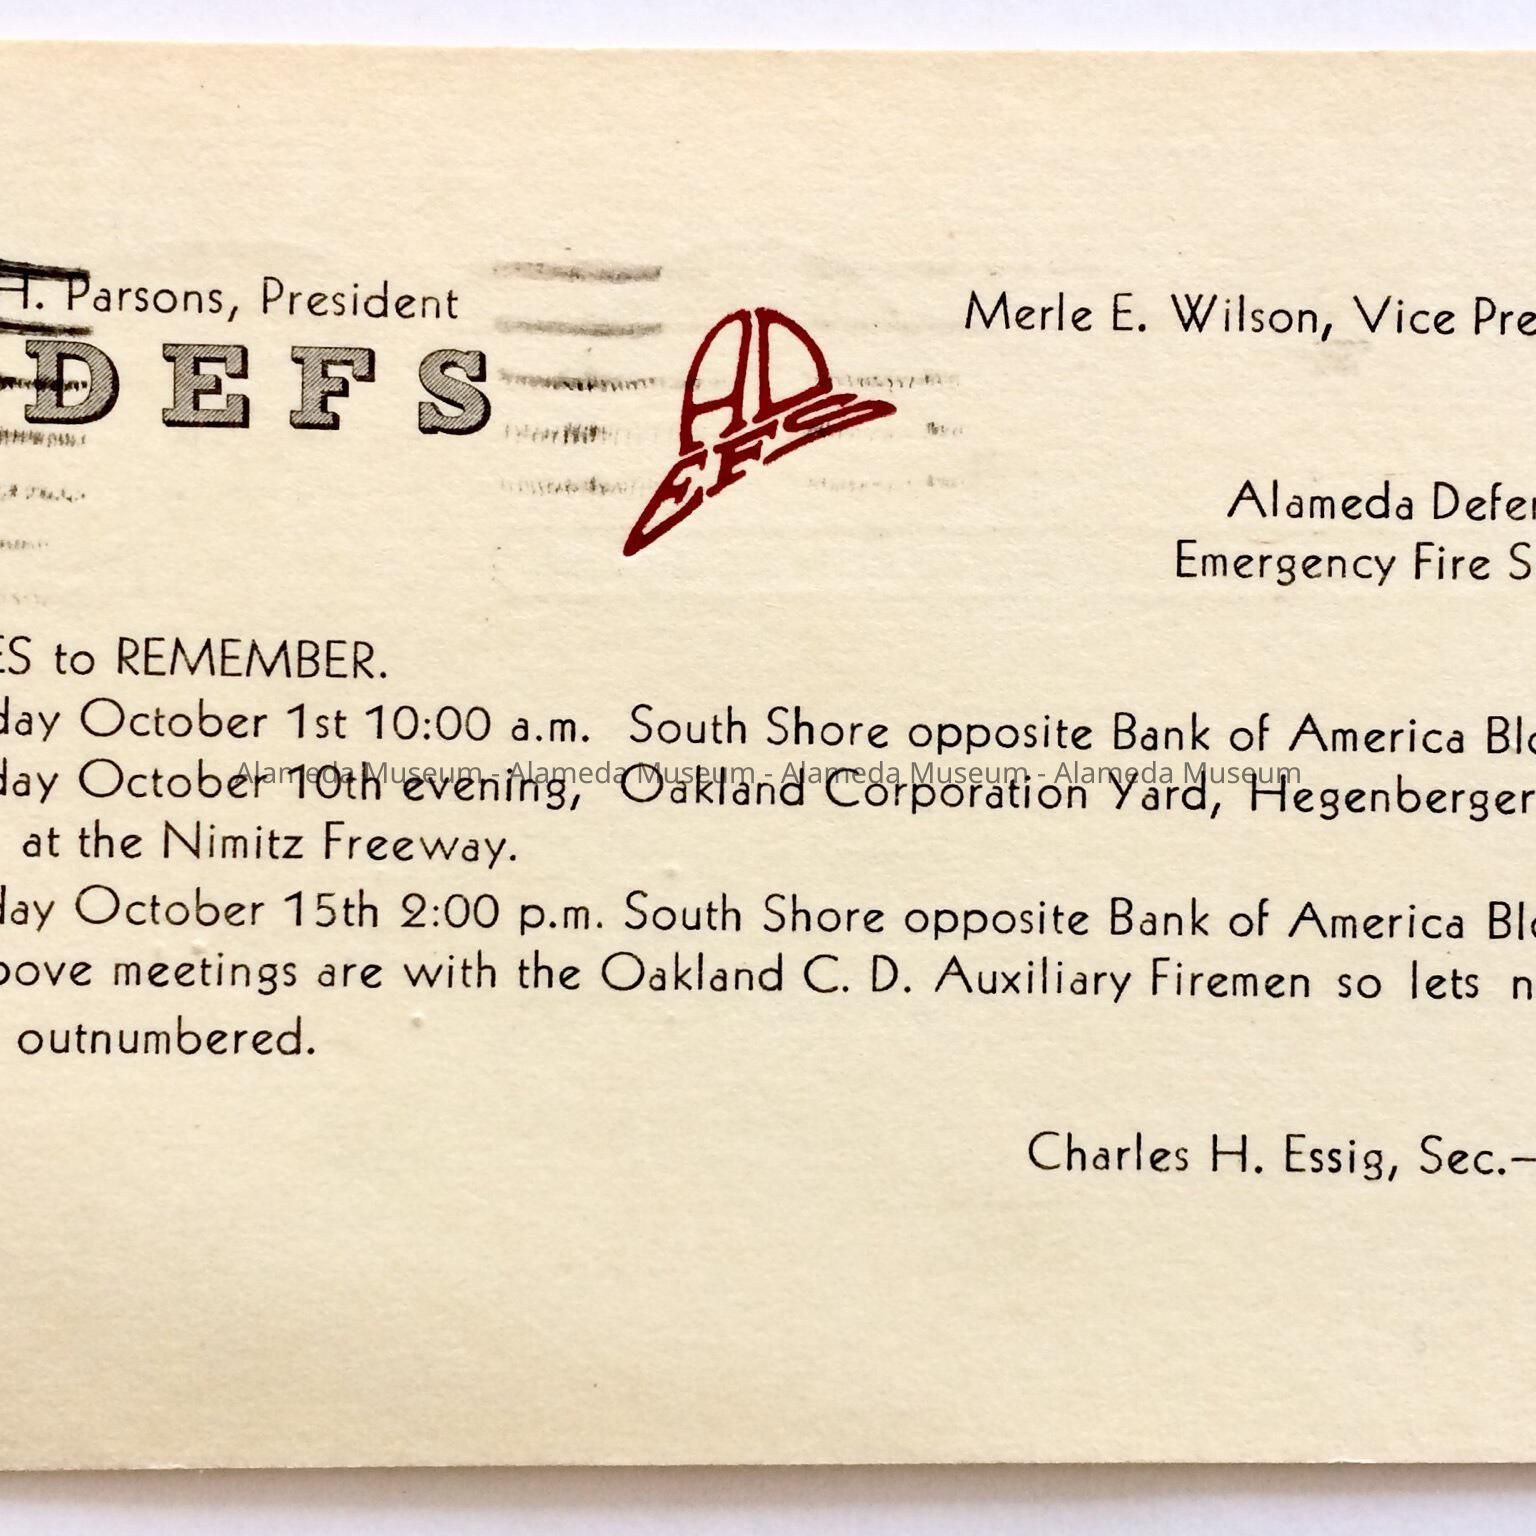 H. Parsons, President
Merle E. Wilson, Vice Pre
DEFS
AD
EFS
Alameda Defen
Emergency Fire S
ES to REMEMBER.
day October 1st 10:00 a.m. South Shore opposite Bank of America Bl
day October 10th evening, Oakland Corporation Yard, Hegenberger
at the Nimitz Freeway.
day October 15th 2:00 p.m. South Shore opposite Bank of America Bl
bove meetings are with the Oakland C. D. Auxiliary Firemen so lets n
outnumbered.
Charles H. Essig, Sec.—
Alameda Museum - Alameda Museum - Alameda Museum - Alameda Museum